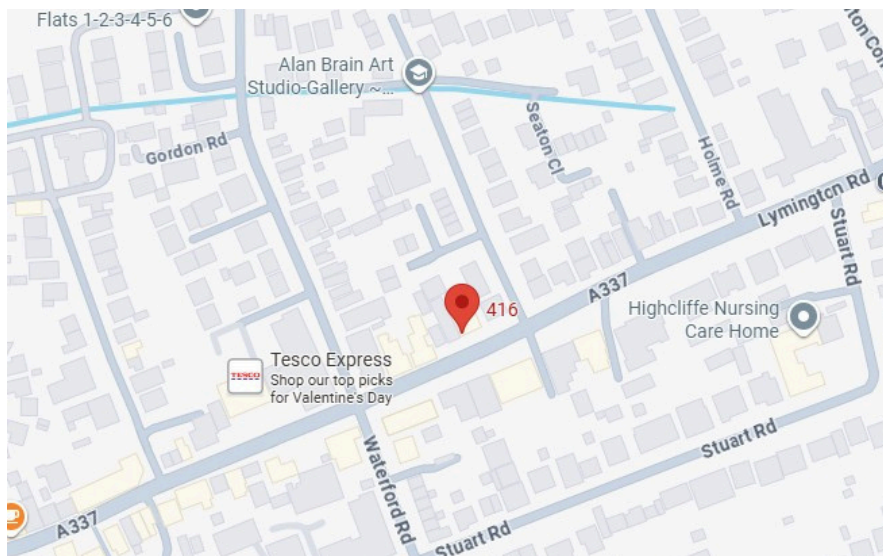 Flats 1-2-3-4-5-6
Alan Brain Art
Studio-Gallery ~...
Gordon Rd
Seaton Cl
Holme Rd
Lymington Rd
Stuart Rd
A337
416
Highcliffe Nursing
Care Home
TESCO
Tesco Express
Shop our top picks
for Valentine's Day
Waterford Rd
Stuart Rd
A337
Stuart Rd